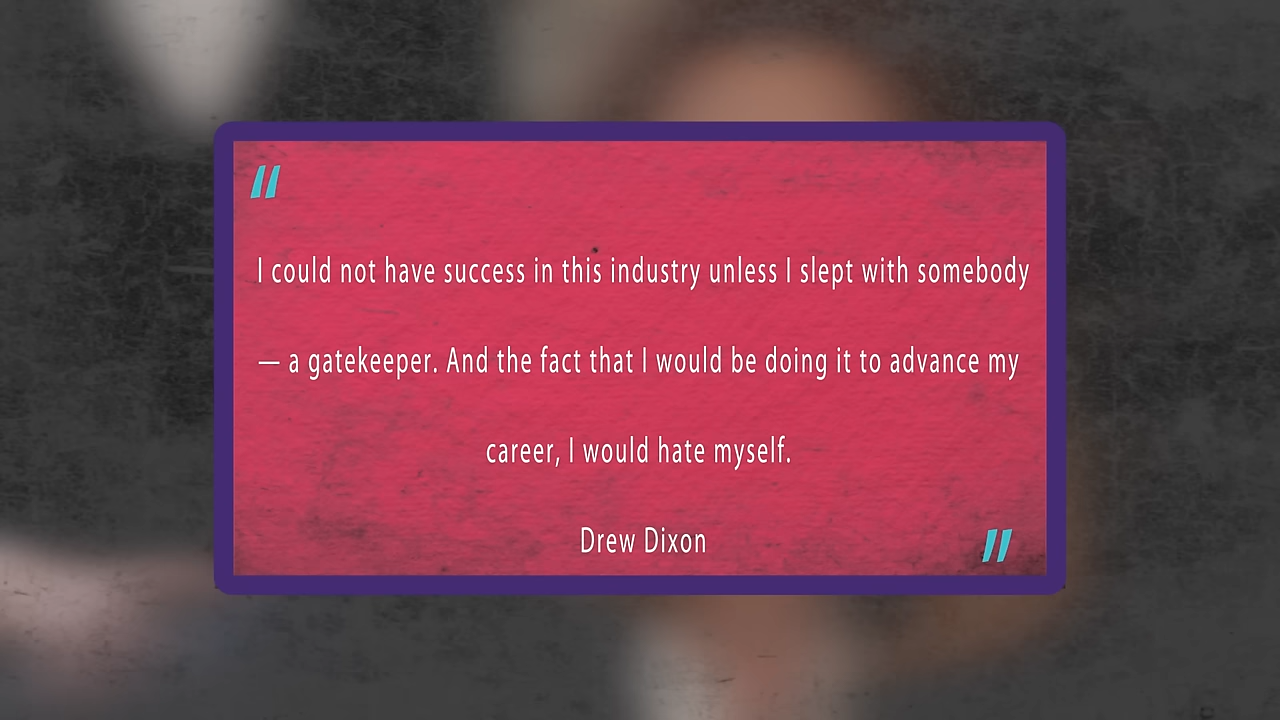 "
I could not have success in this industry unless I slept with somebody
— a gatekeeper. And the fact that I would be doing it to advance my
career, I would hate myself.
Drew Dixon
"